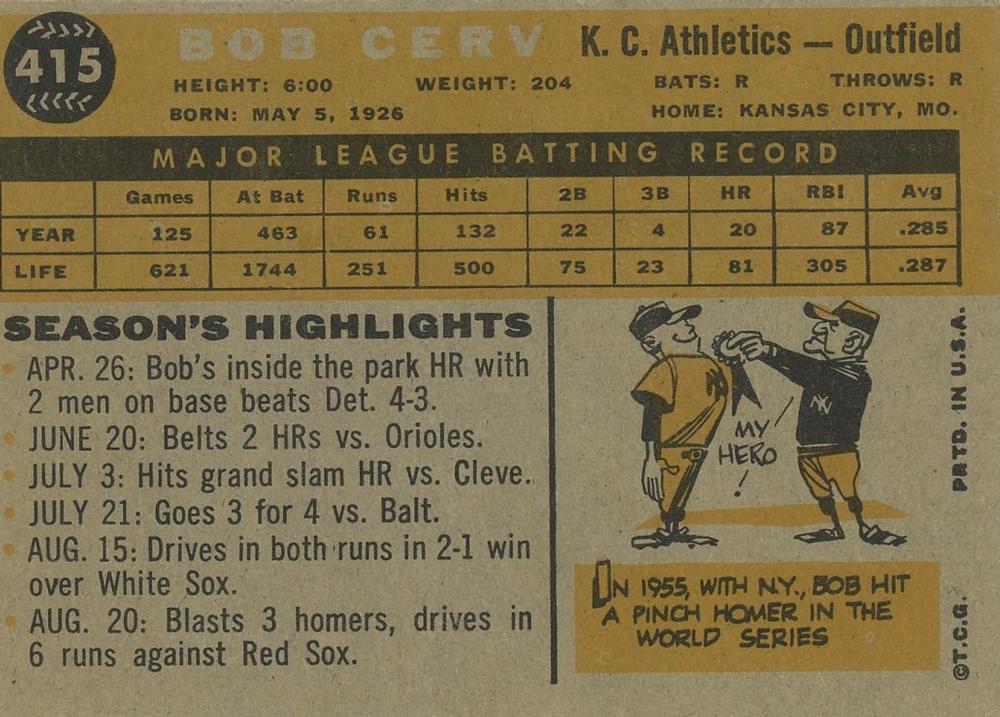 415
BOB CERV K. C. Athletics — Outfield
HEIGHT: 6:00 WEIGHT: 204 BATS: R THROWS: R
BORN: MAY 5, 1926 HOME: KANSAS CITY, MO.
MAJOR LEAGUE BATTING RECORD
Games At Bat Runs Hits 2B 3B HR RBI Avg
YEAR 125 463 61 132 22 4 20 87 .285
LIFE 621 1744 251 500 75 23 81 305 .287
SEASON'S HIGHLIGHTS
APR. 26: Bob's inside the park HR with
2 men on base beats Det. 4-3.
JUNE 20: Belts 2 HRs vs. Orioles.
JULY 3: Hits grand slam HR vs. Cleve.
JULY 21: Goes 3 for 4 vs. Balt.
AUG. 15: Drives in both runs in 2-1 win
over White Sox.
AUG. 20: Blasts 3 homers, drives in
6 runs against Red Sox.
NY
NY
MY
HERO
!
IN 1955, WITH N.Y., BOB HIT
A PINCH HOMER IN THE
WORLD SERIES
©T.C.G. PRTD. IN U.S.A.